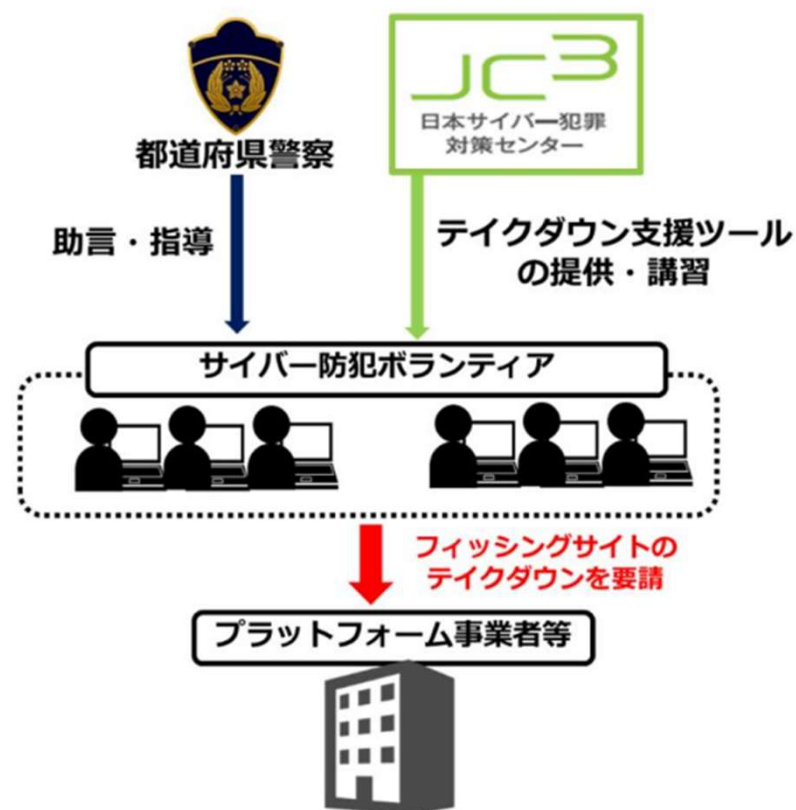 都道府県警察
JC3
日本サイバー犯罪
対策センター
助言・指導
テイクダウン支援ツール
の提供・講習
サイバー防犯ボランティア
フィッシングサイトの
テイクダウンを要請
プラットフォーム事業者等